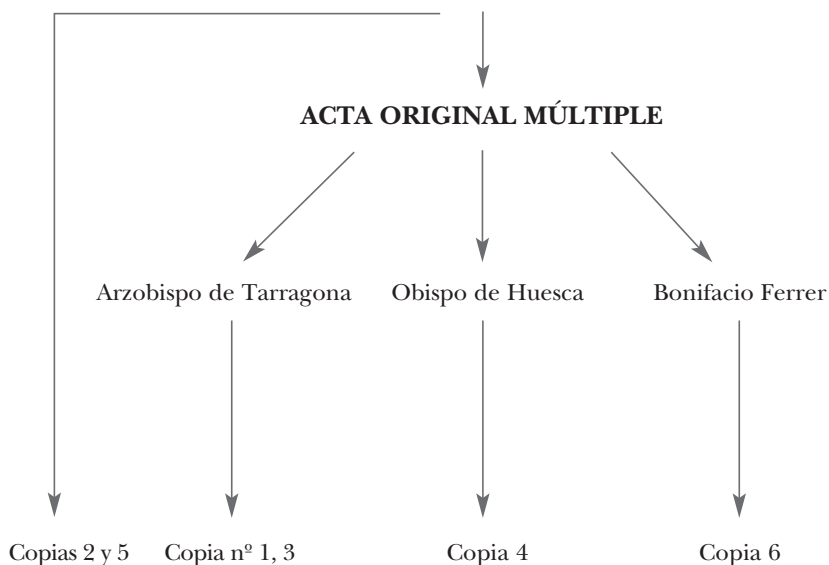 ACTA ORIGINAL MÚLTIPLE
Arzobispo de Tarragona Obispo de Huesca Bonifacio Ferrer
Copias 2 y 5 Copia nº 1, 3 Copia 4 Copia 6